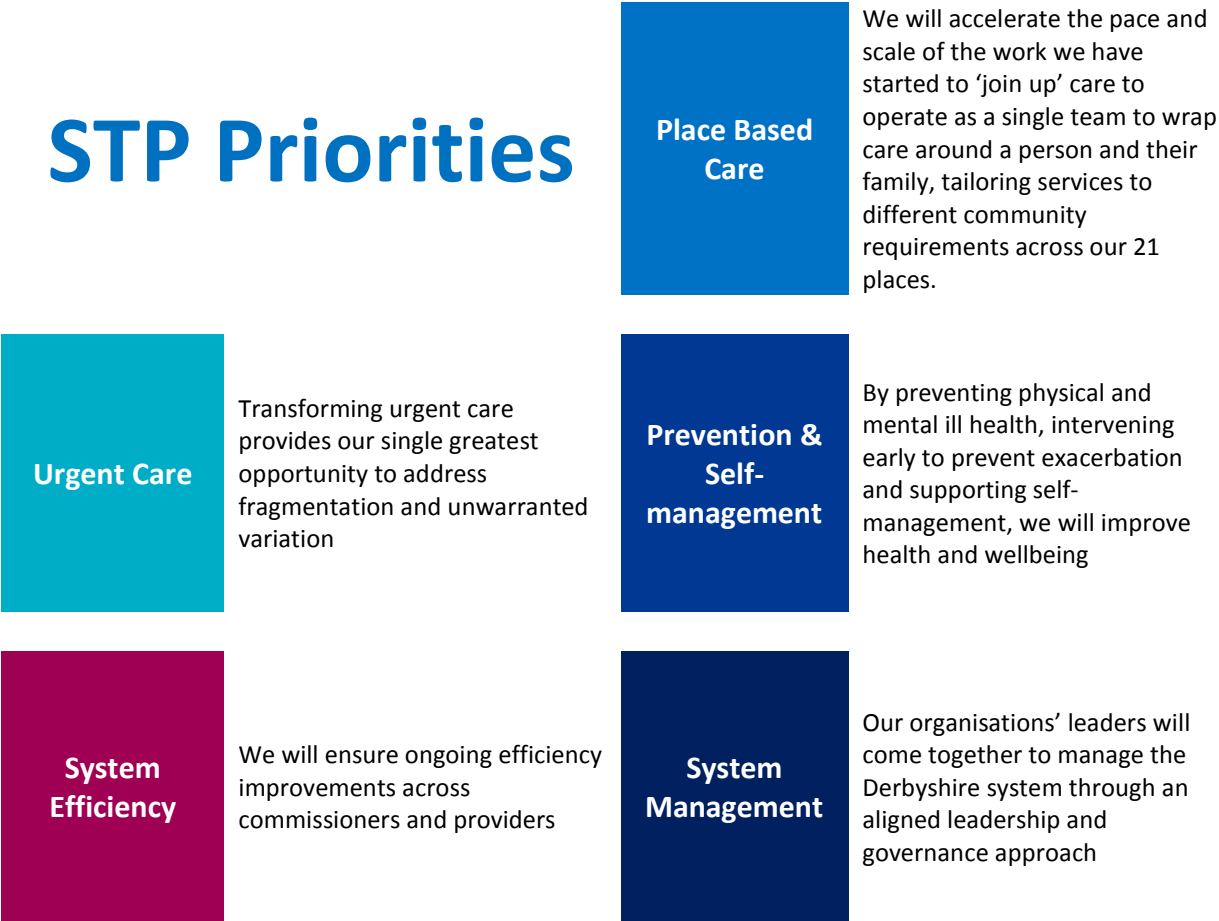 STP Priorities
Place Based
Care
We will accelerate the pace and
scale of the work we have
started to ‘join up’ care to
operate as a single team to wrap
care around a person and their
family, tailoring services to
different community
requirements across our 21
places.
Urgent Care
Transforming urgent care
provides our single greatest
opportunity to address
fragmentation and unwarranted
variation
Prevention &
Self-
management
By preventing physical and
mental ill health, intervening
early to prevent exacerbation
and supporting self-
management, we will improve
health and wellbeing
System
Efficiency
We will ensure ongoing efficiency
improvements across
commissioners and providers
System
Management
Our organisations’ leaders will
come together to manage the
Derbyshire system through an
aligned leadership and
governance approach